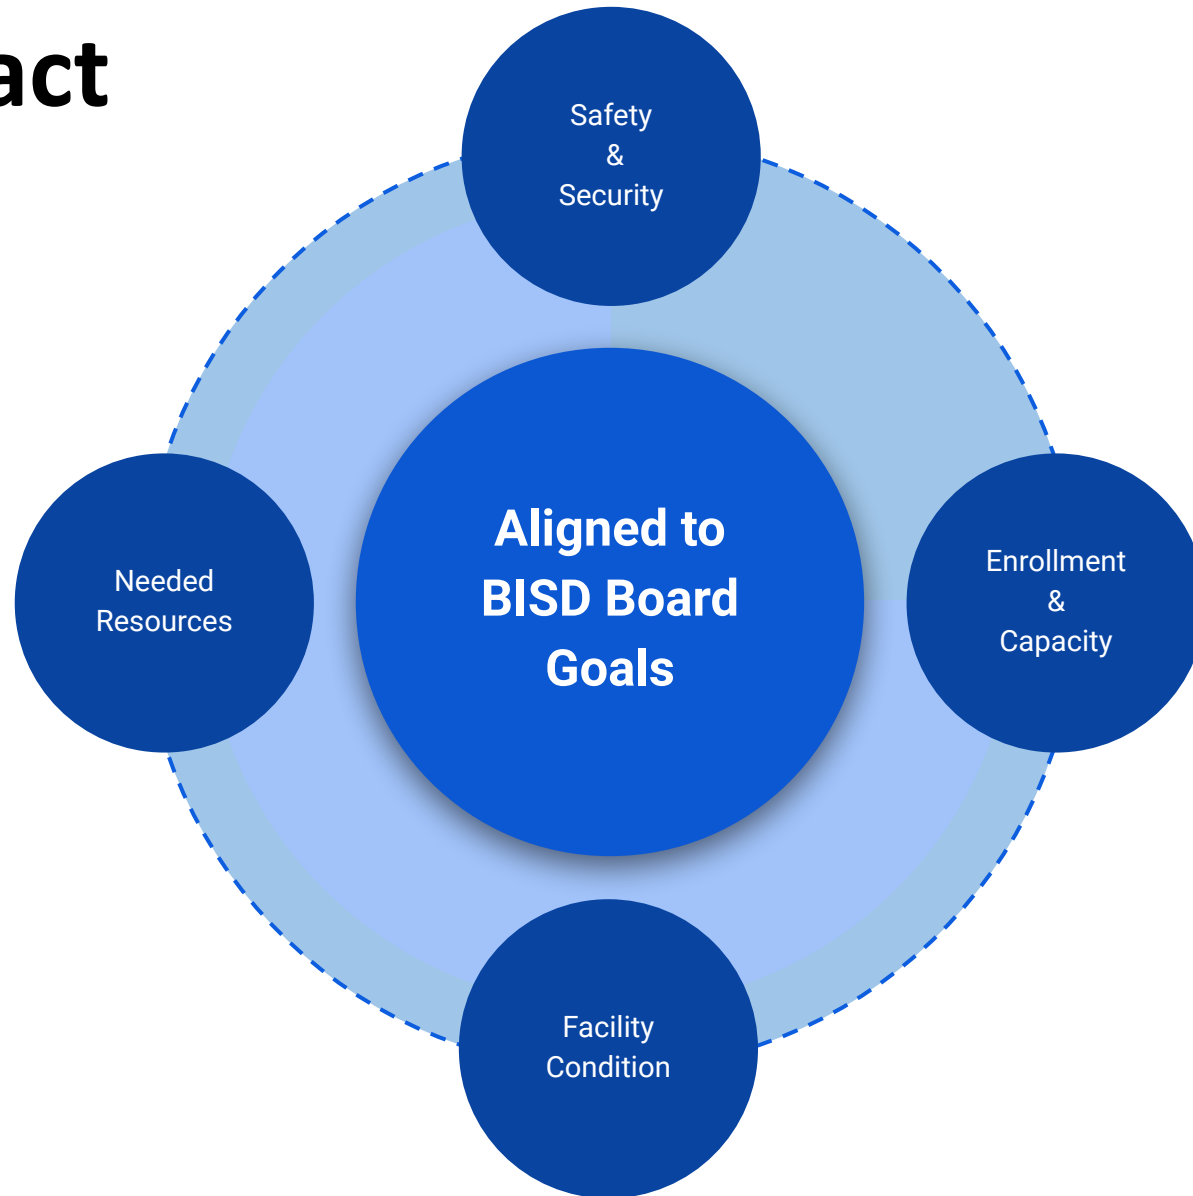 act
Safety
&
Security
Needed
Resources
Aligned to
BISD Board
Goals
Enrollment
&
Capacity
Facility
Condition